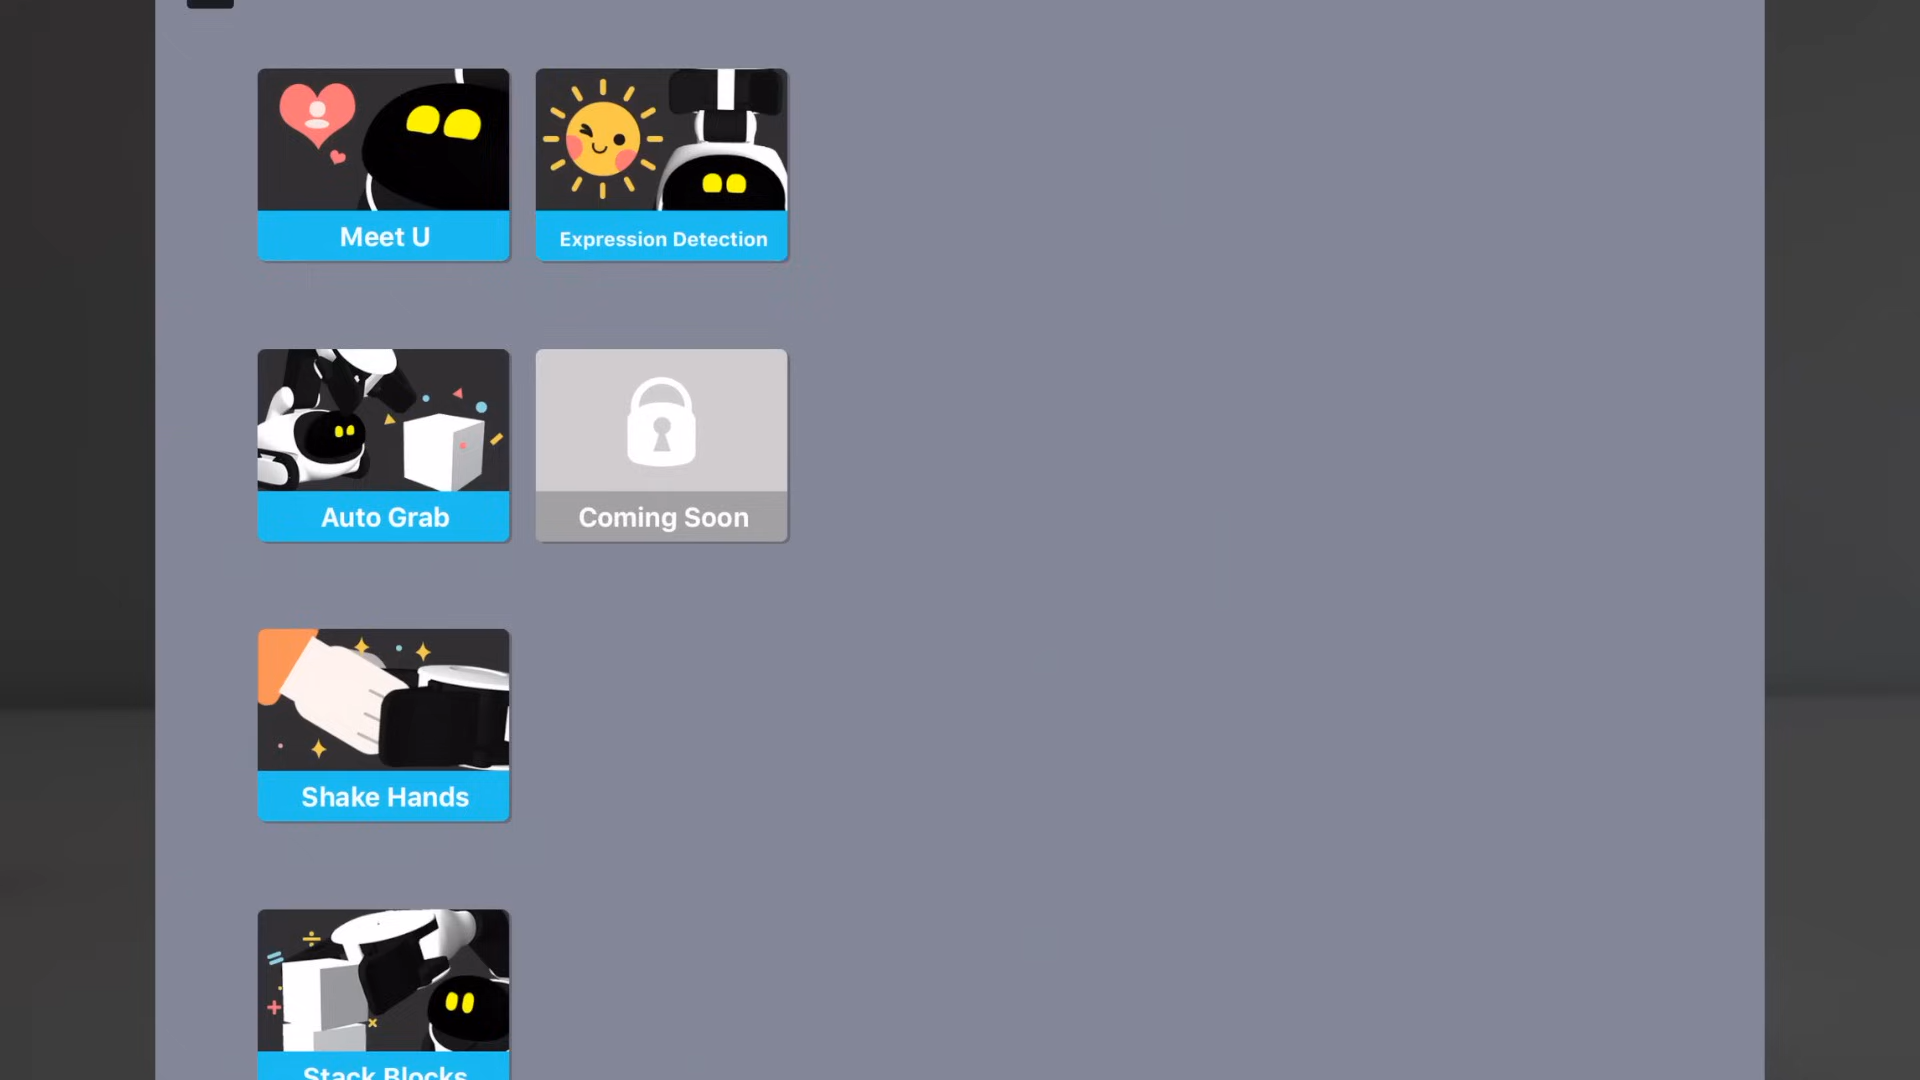 Meet U
Expression Detection
Auto Grab
Coming Soon
Shake Hands
Stack Blocks